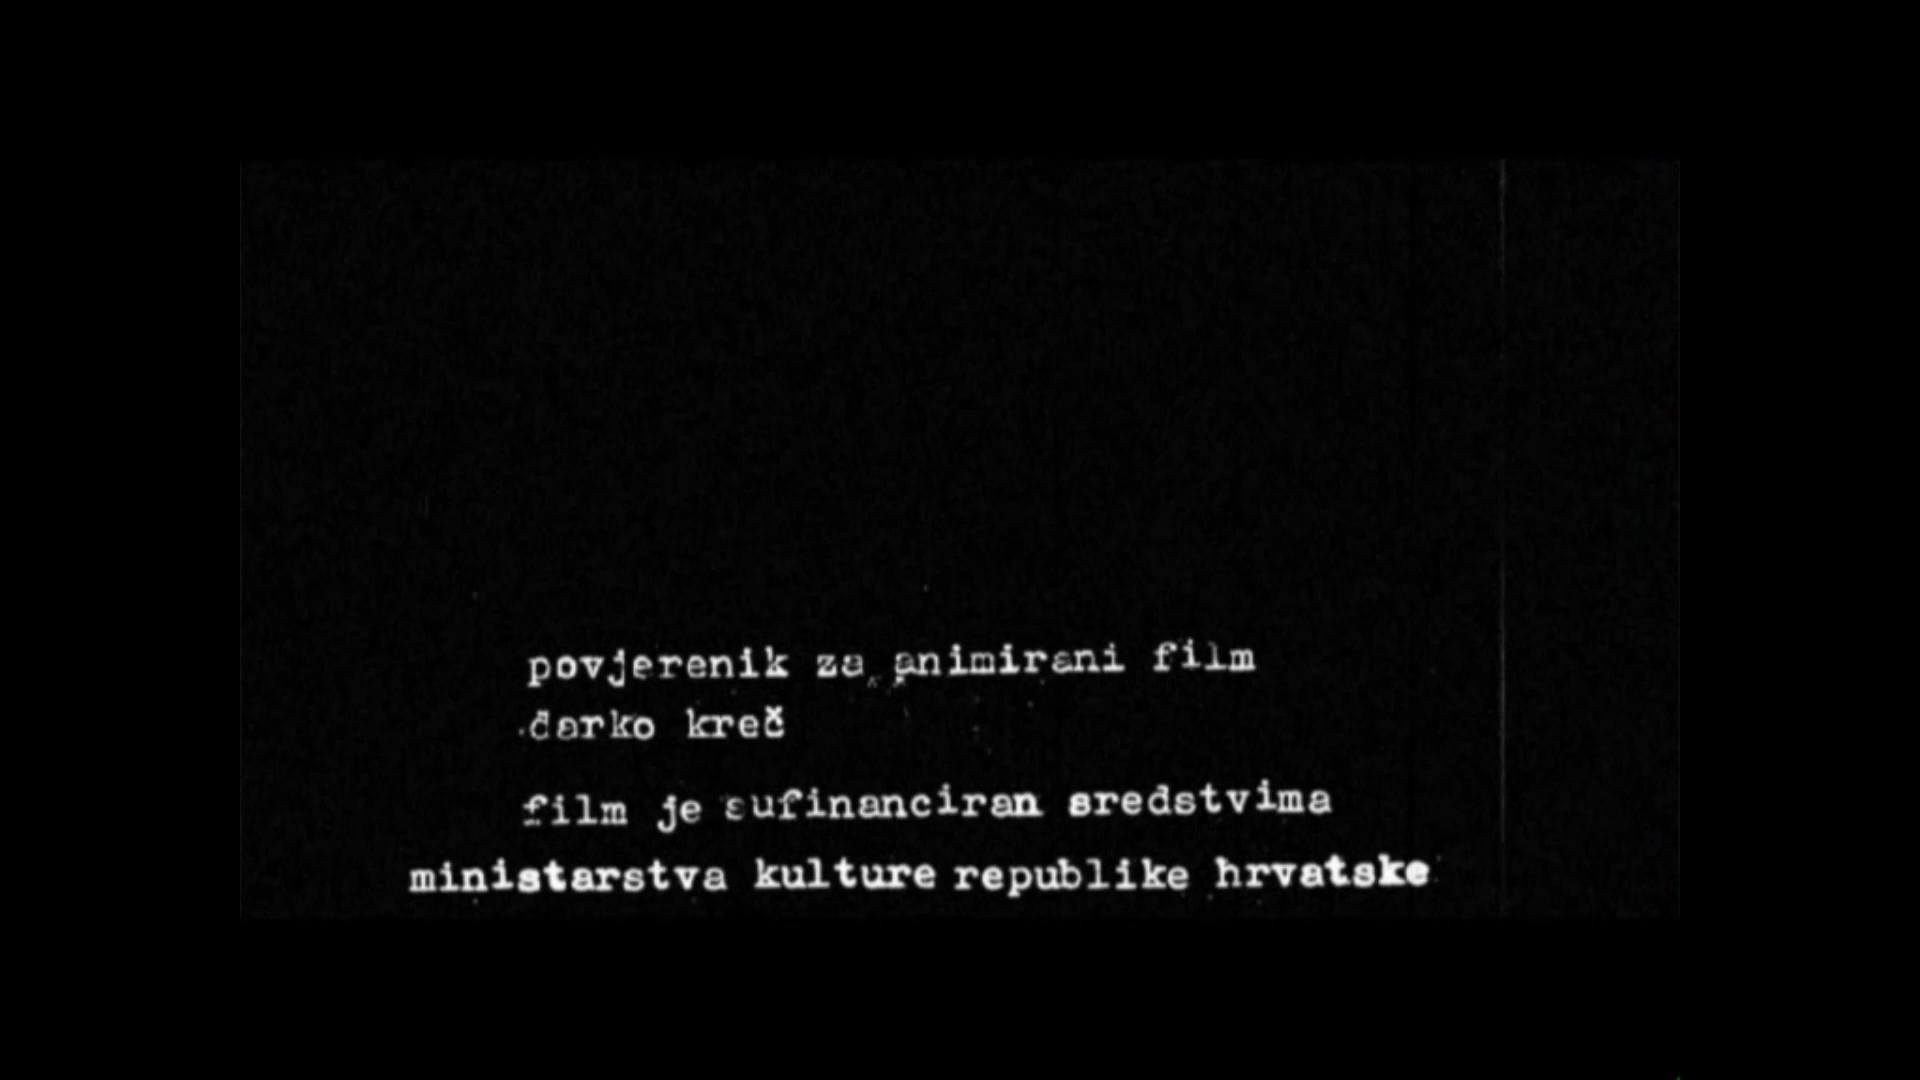 povjerenik za animirani film
darko kreč
film je sufinanciran sredstvima
ministarstva kulture republike hrvatske